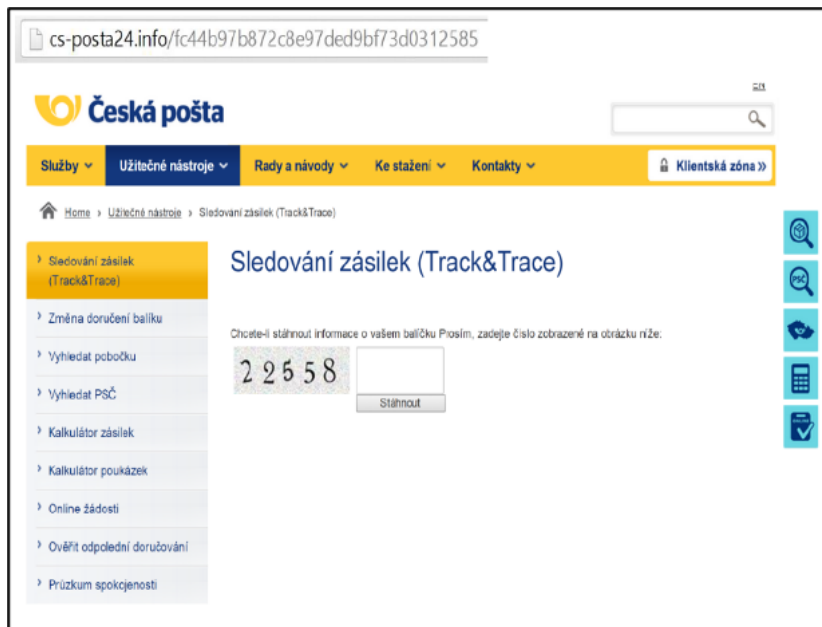 cs-posta24.info/fc44b97b872c8e97ded9bf73d0312585
Česká pošta
Služby
Užitečné nástroje
Rady a návody
Ke stažení
Kontakty
Klientská zóna »
Home › Užitečné nástroje › Sledovaní zásilek (Track&Trace)
› Sledování zásilek
(Track&Trace)
› Změna doručení balíku
› Vyhledat pobočku
› Vyhledat PSČ
› Kalkulátor zásilek
› Kalkulátor poukázek
› Online žádosti
› Ověřit odpolední doručování
› Průzkum spokojenosti
Sledování zásilek (Track&Trace)
Chcete-li stáhnout informace o vašem balíčku Prosím, zadejte číslo zobrazené na obrázku níže:
22558
Stáhnout
PSČ